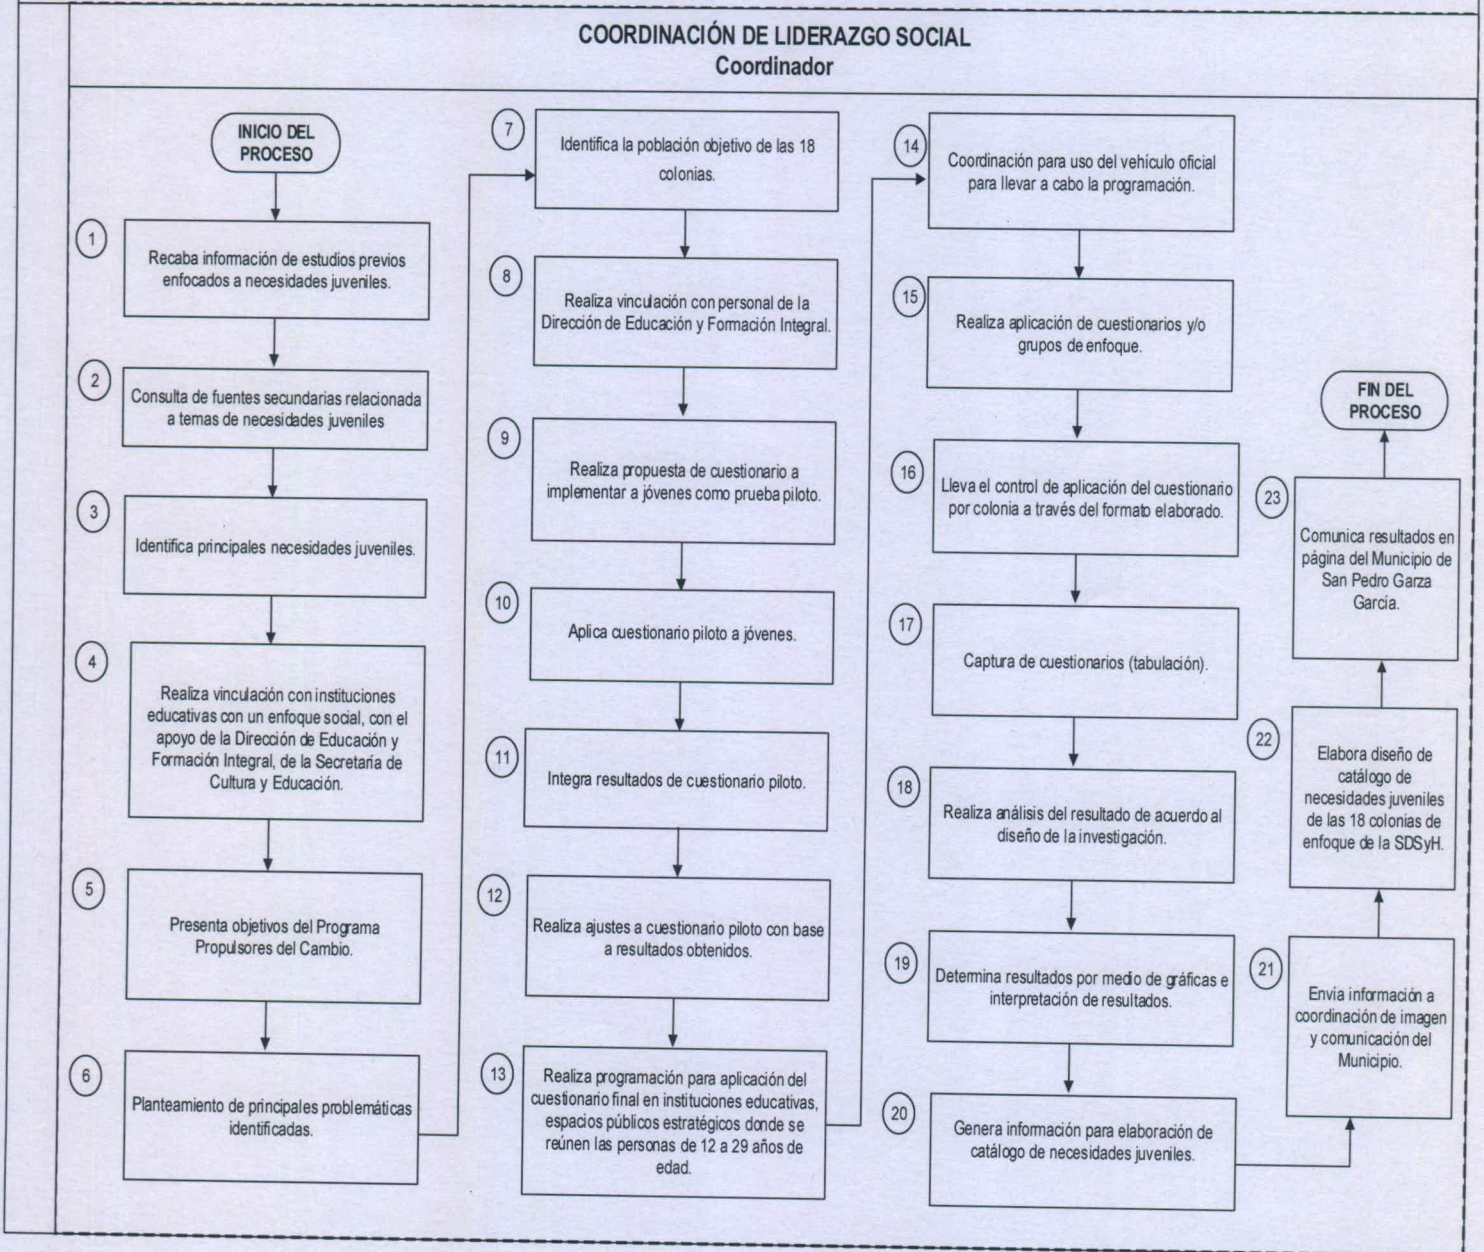 COORDINACIÓN DE LIDERAZGO SOCIAL
Coordinador
INICIO DEL
PROCESO
1
Recaba información de estudios previos
enfocados a necesidades juveniles.
2
Consulta de fuentes secundarias relacionada
a temas de necesidades juveniles
3
Identifica principales necesidades juveniles.
4
Realiza vinculación con instituciones
educativas con un enfoque social, con el
apoyo de la Dirección de Educación y
Formación Integral, de la Secretaría de
Cultura y Educación.
5
Presenta objetivos del Programa
Propulsores del Cambio.
6
Planteamiento de principales problemáticas
identificadas.
7
Identifica la población objetivo de las 18
colonias.
8
Realiza vinculación con personal de la
Dirección de Educación y Formación Integral.
9
Realiza propuesta de cuestionario a
implementar a jóvenes como prueba piloto.
10
Aplica cuestionario piloto a jóvenes.
11
Integra resultados de cuestionario piloto.
12
Realiza ajustes a cuestionario piloto con base
a resultados obtenidos.
13
Realiza programación para aplicación del
cuestionario final en instituciones educativas,
espacios públicos estratégicos donde se
reúnen las personas de 12 a 29 años de
edad.
14
Coordinación para uso del vehículo oficial
para llevar a cabo la programación.
15
Realiza aplicación de cuestionarios y/o
grupos de enfoque.
16
Lleva el control de aplicación del cuestionario
por colonia a través del formato elaborado.
17
Captura de cuestionarios (tabulación).
18
Realiza análisis del resultado de acuerdo al
diseño de la investigación.
19
Determina resultados por medio de gráficas e
interpretación de resultados.
20
Genera información para elaboración de
catálogo de necesidades juveniles.
21
Envía información a
coordinación de imagen
y comunicación del
Municipio.
22
Elabora diseño de
catálogo de
necesidades juveniles
de las 18 colonias de
enfoque de la SDSyH.
23
Comunica resultados en
página del Municipio de
San Pedro Garza
García.
FIN DEL
PROCESO